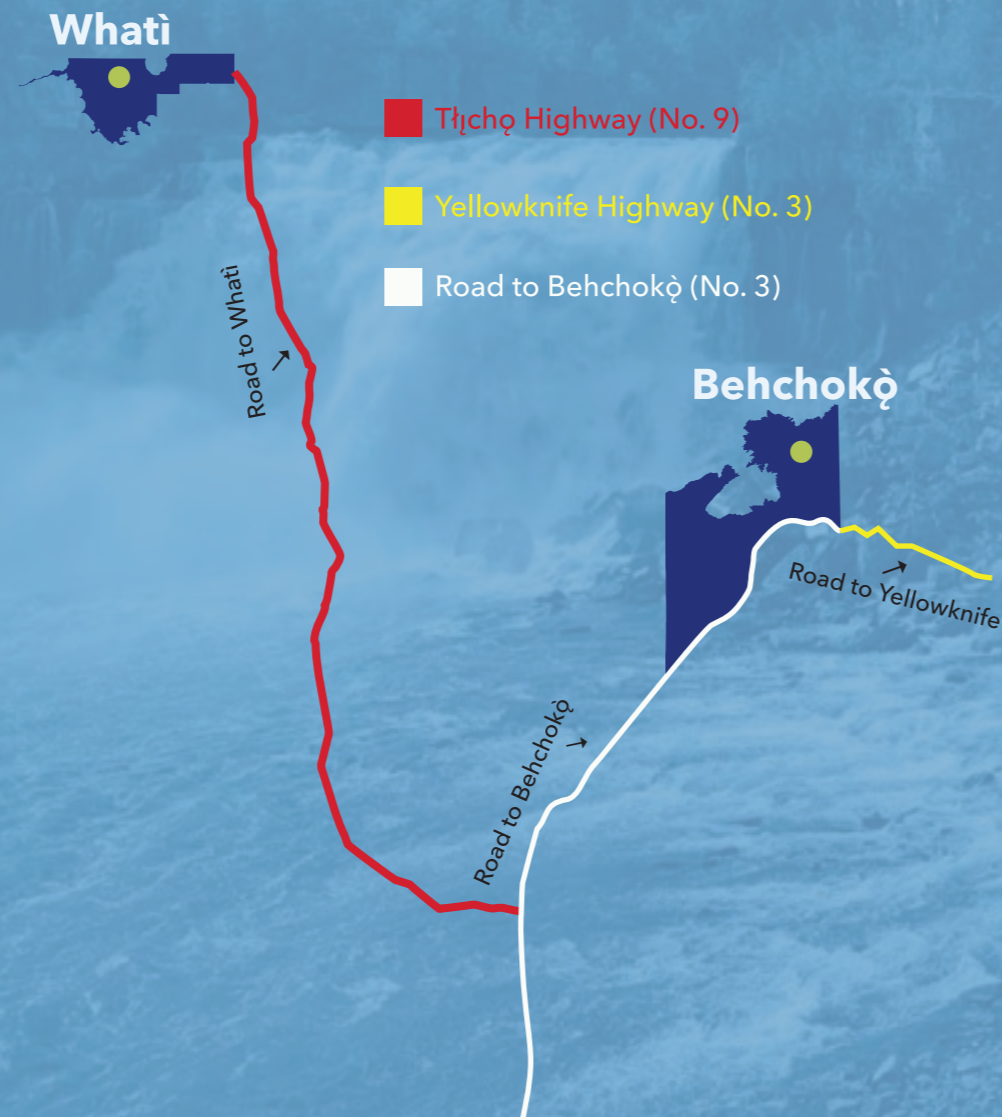 Whatì
Tłı̨chǫ Highway (No. 9)
Yellowknife Highway (No. 3)
Road to Behchokǫ̀ (No. 3)
Road to Whatì
Behchokǫ̀
Road to Yellowknife
Road to Behchokǫ̀